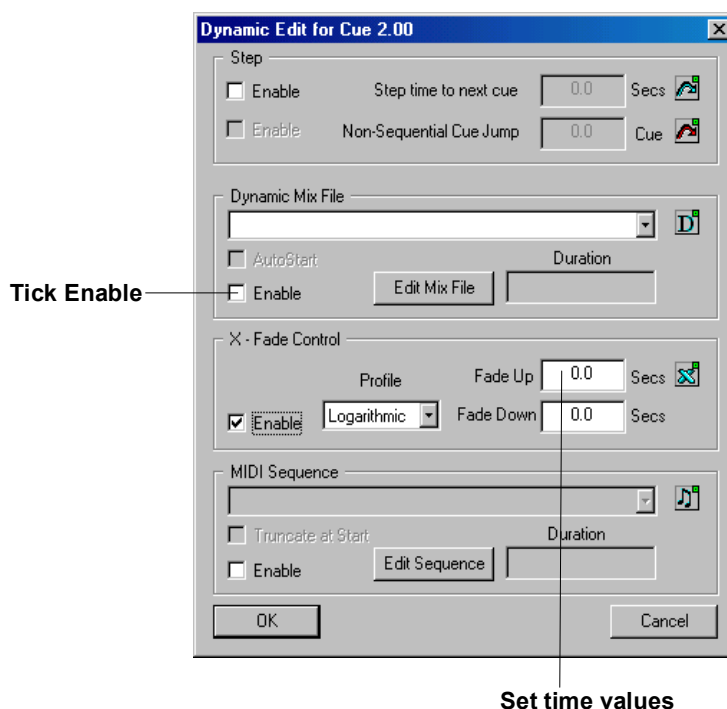 Dynamic Edit for Cue 2.00
Step
Enable Step time to next cue 0.0 Secs
Enable Non-Sequential Cue Jump 0.0 Cue
Dynamic Mix File
D
AutoStart Duration
Tick Enable
Enable Edit Mix File
X - Fade Control
Profile Fade Up 0.0 Secs
Enable Logarithmic Fade Down 0.0 Secs
MIDI Sequence
Truncate at Start Duration
Enable Edit Sequence
OK Cancel
Set time values